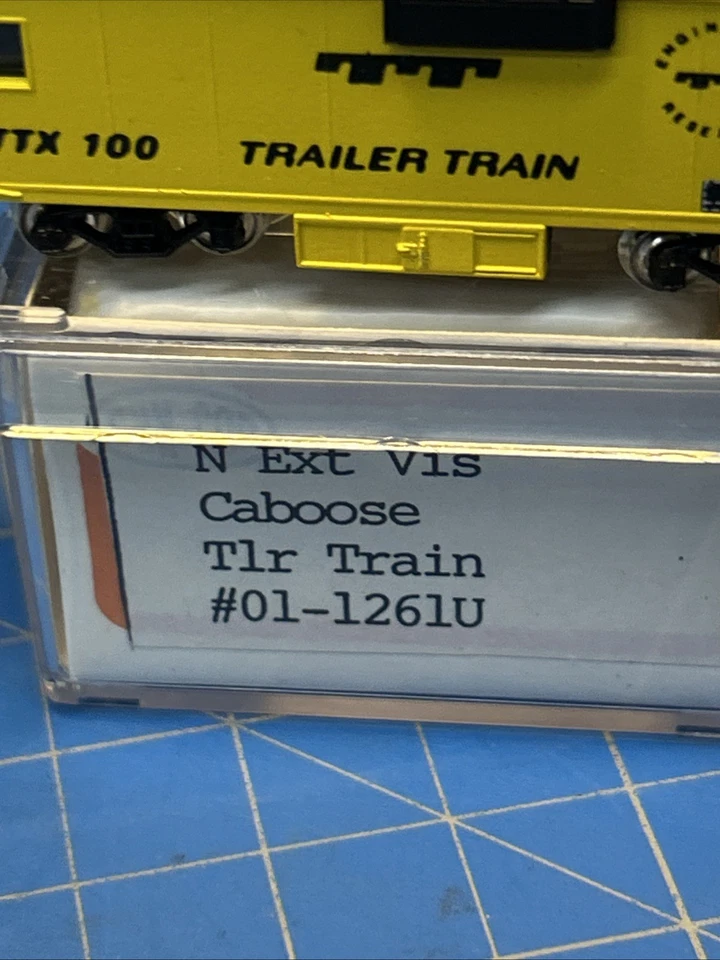 TTX 100
TRAILER TRAIN
N Ext Vis
Caboose
Tlr Train
#01-1261U